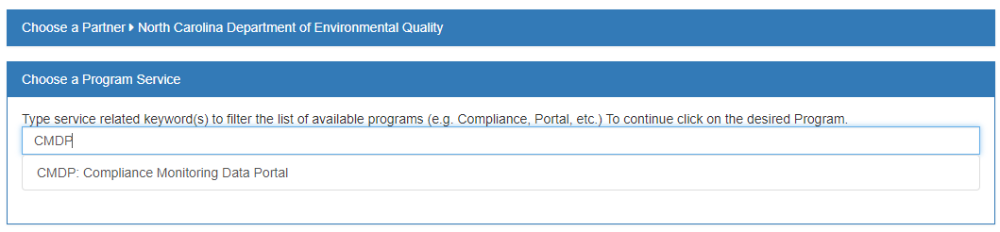 Choose a Partner North Carolina Department of Environmental Quality
Choose a Program Service
Type service related keyword(s) to filter the list of available programs (e.g. Compliance, Portal, etc.) To continue click on the desired Program.
CMDP
CMDP: Compliance Monitoring Data Portal